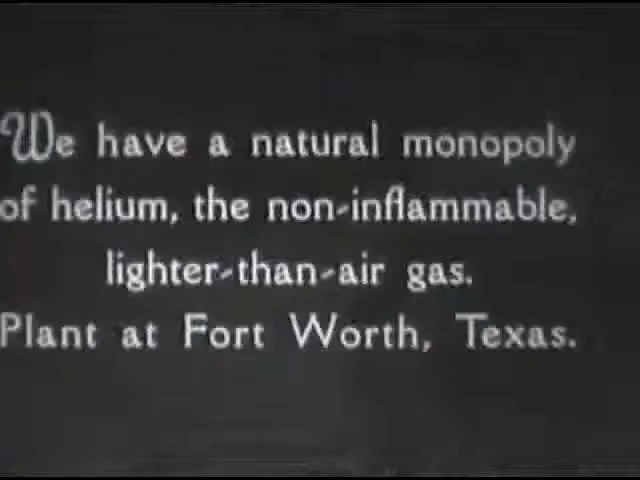 We have a natural monopoly
of helium, the non-inflammable,
lighter-than-air gas.
Plant at Fort Worth, Texas.